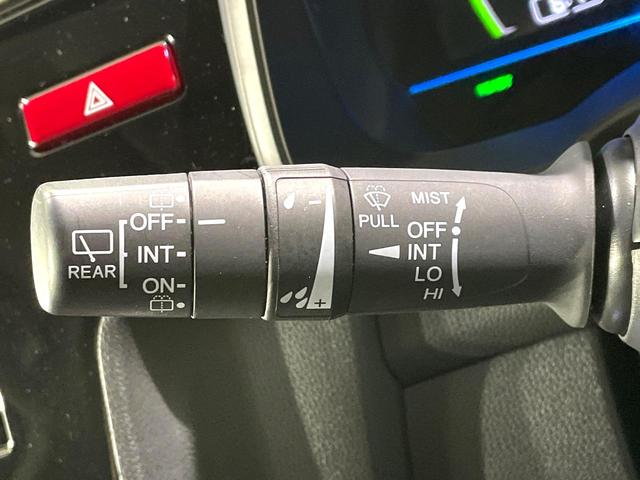 OFF
INT
ON
REAR
- 
+
PULL
MIST
OFF
INT
LO
HI